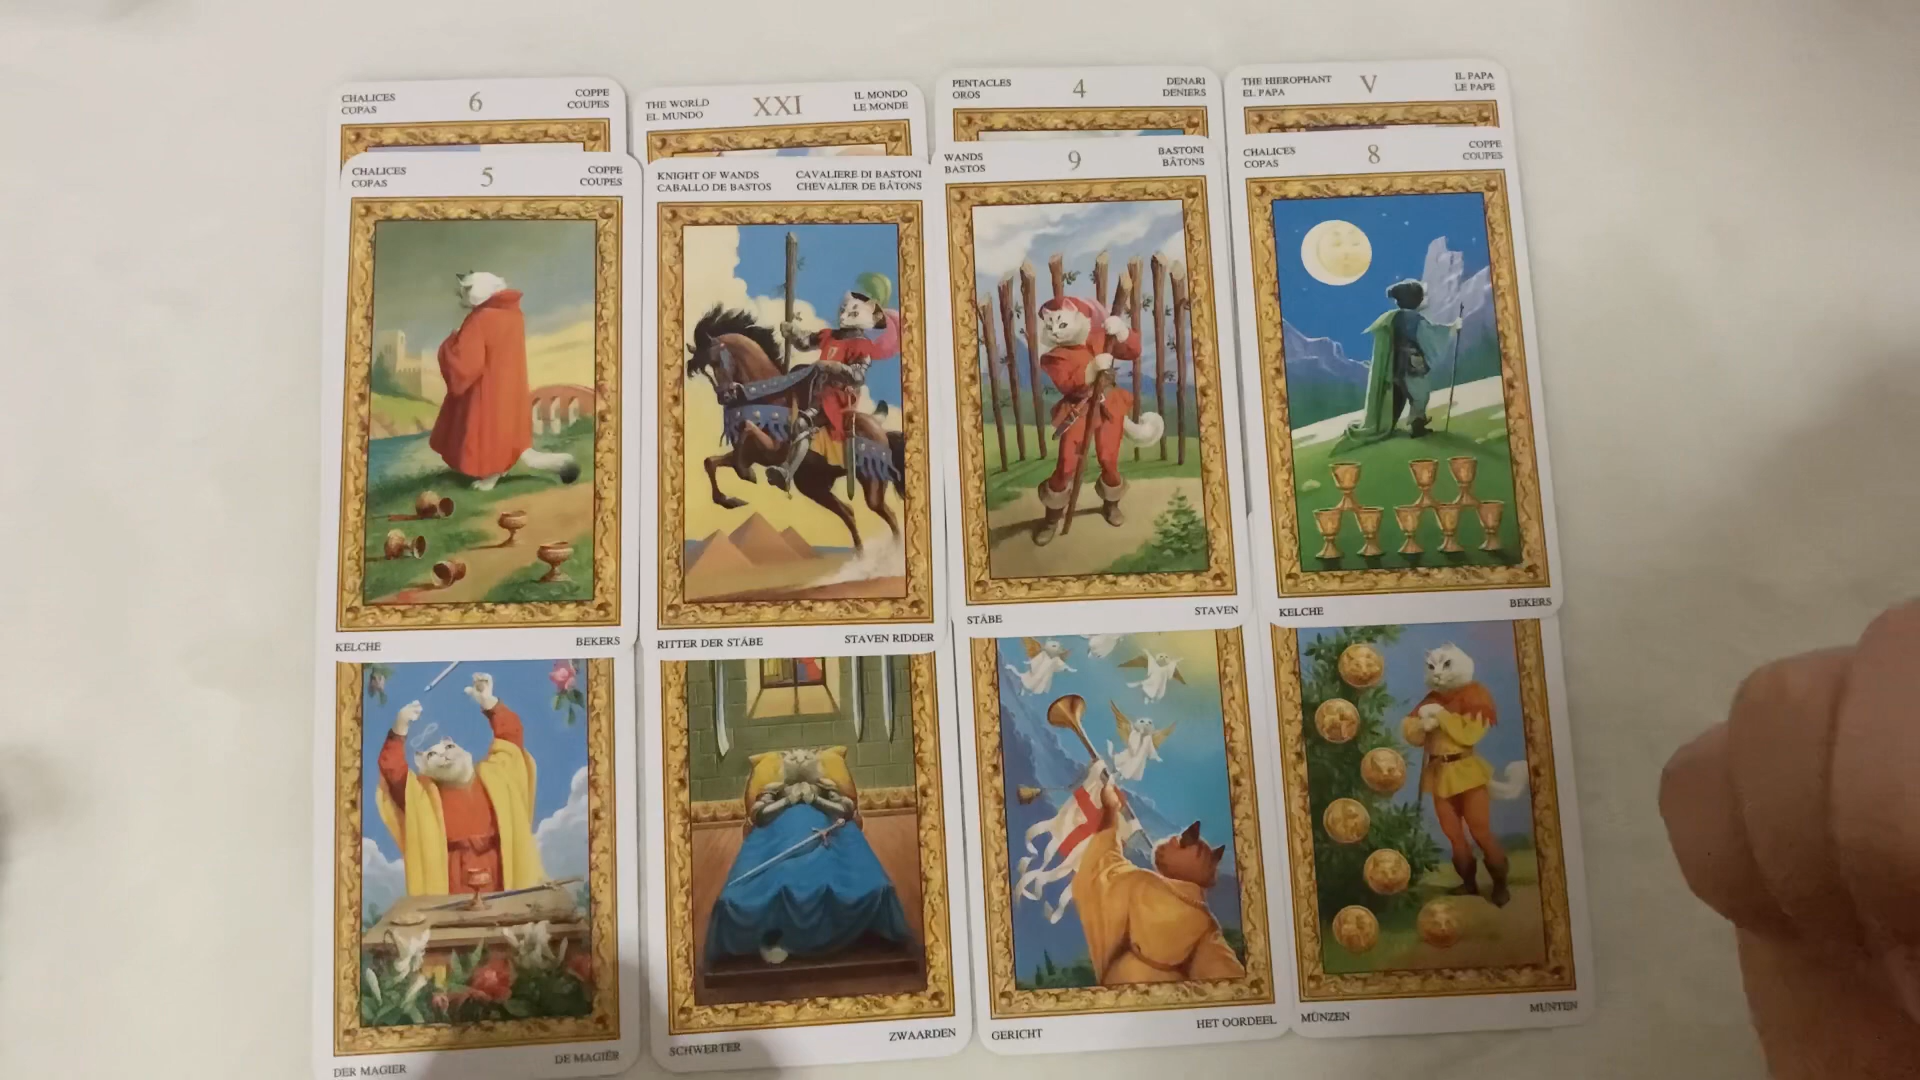 CHALICES 6 COPPE
COPAS COUPES
THE WORLD XXI IL MONDO
EL MUNDO LE MONDE
PENTACLES 4 DENARI
OROS DENIERS
THE HIEROPHANT V IL PAPA
EL PAPA LE PAPE
CHALICES 5 COPPE
COPAS COUPES
KNIGHT OF WANDS CAVALIERE DI BASTONI
CABALLO DE BASTOS CHEVALIER DE BÂTONS
WANDS 9 BASTONI
BASTOS BÂTONS
CHALICES 8 COPPE
COPAS COUPES
KELCHE BEKERS
RITTER DER STÄBE STAVEN RIDDER
STÄBE STAVEN
KELCHE BEKERS
DER MAGIER DE MAGIËR
SCHWERTER ZWAARDEN
GERICHT HET OORDEEL
MÜNZEN MUNTEN